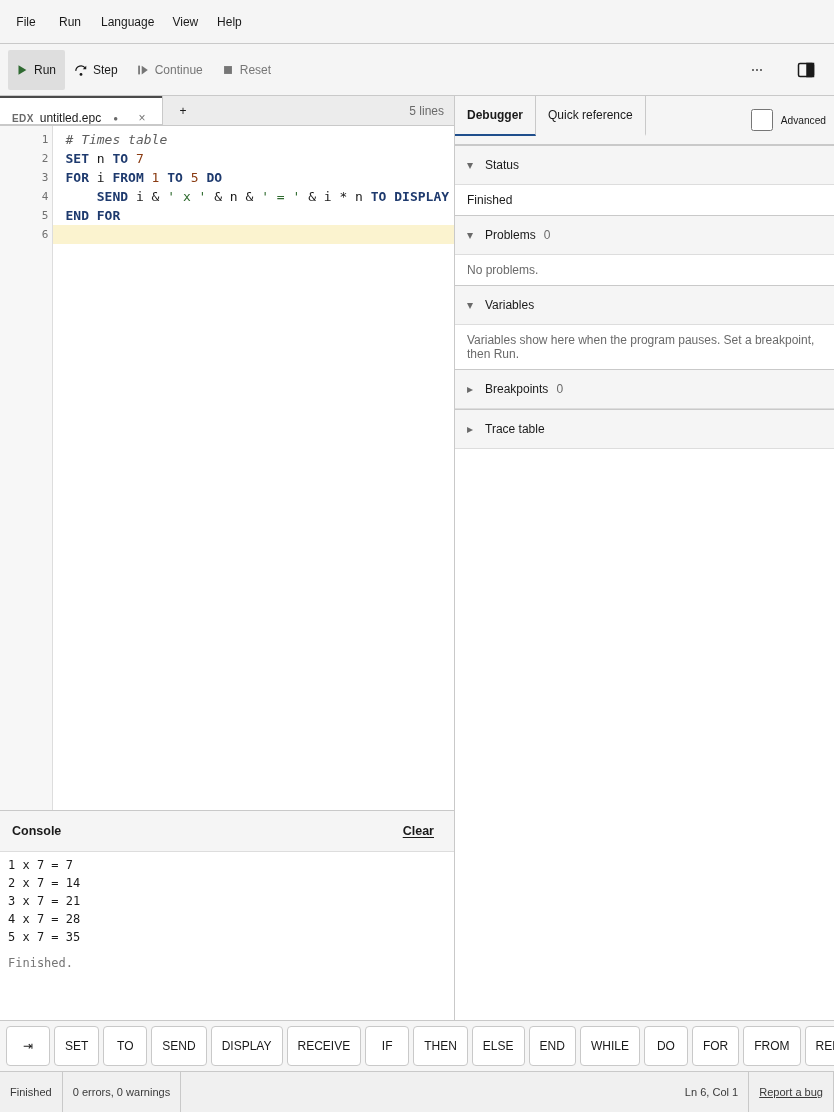 File Run Language View Help
Run Step Continue Reset ...
EDX untitled.epc • × + 5 lines
1 # Times table
2 SET n TO 7
3 FOR i FROM 1 TO 5 DO
4 SEND i & ' x ' & n & ' = ' & i * n TO DISPLAY
5 END FOR
6
Console Clear
1 x 7 = 7
2 x 7 = 14
3 x 7 = 21
4 x 7 = 28
5 x 7 = 35
Finished.
Debugger Quick reference Advanced
Status
Finished
Problems 0
No problems.
Variables
Variables show here when the program pauses. Set a breakpoint,
then Run.
Breakpoints 0
Trace table
SET TO SEND DISPLAY RECEIVE IF THEN ELSE END WHILE DO FOR FROM
Finished 0 errors, 0 warnings Ln 6, Col 1 Report a bug